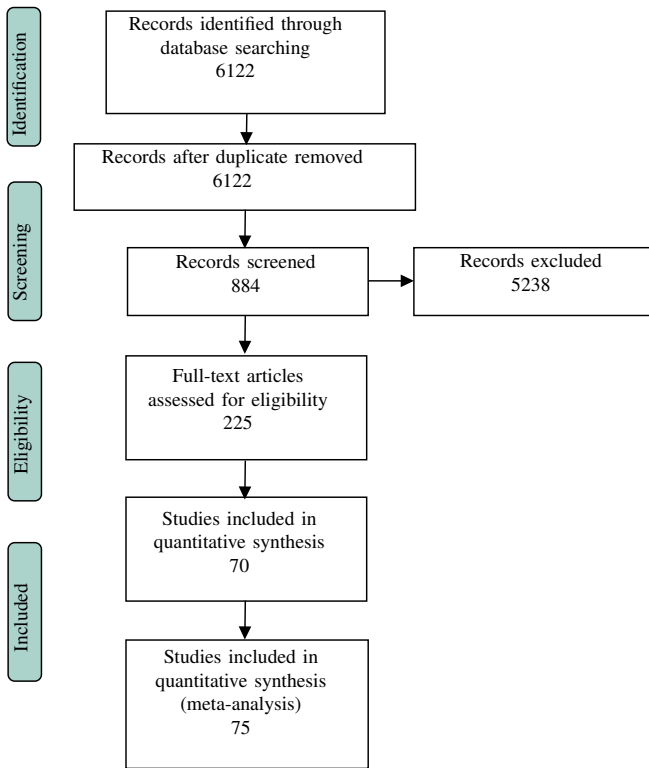 Identification
Records identified through
database searching
6122
Records after duplicate removed
6122
Screening
Records screened
884
Records excluded
5238
Eligibility
Full-text articles
assessed for eligibility
225
Included
Studies included in
quantitative synthesis
70
Studies included in
quantitative synthesis
(meta-analysis)
75